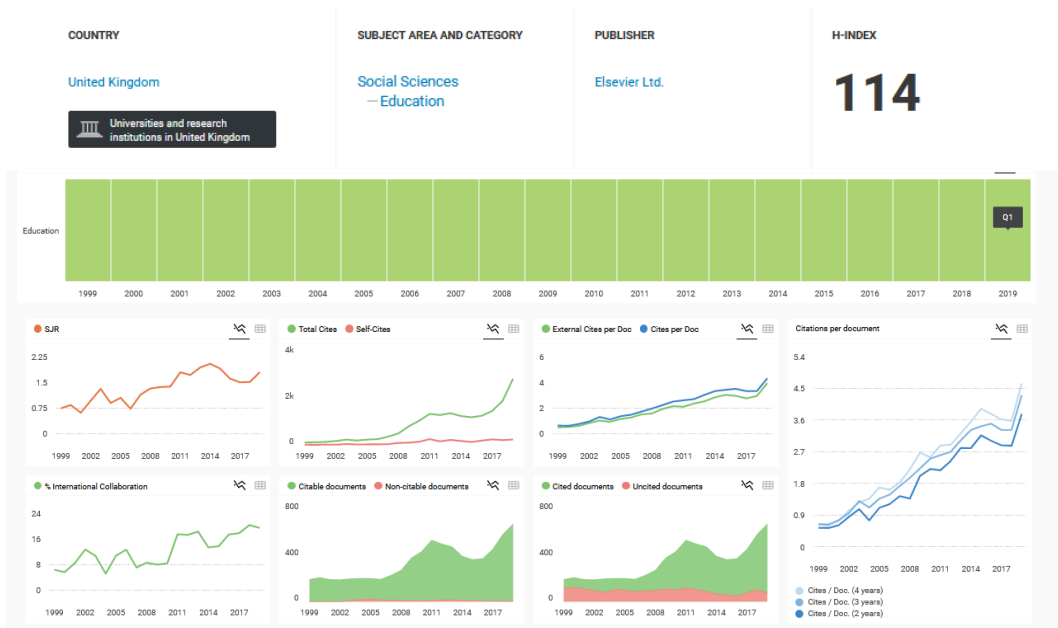 COUNTRY
SUBJECT AREA AND CATEGORY
PUBLISHER
H-INDEX
United Kingdom
Universities and research
institutions in United Kingdom
Social Sciences
Education
Elsevier Ltd.
114
Education
Q1
1999 2000 2001 2002 2003 2004 2005 2006 2007 2008 2009 2010 2011 2012 2013 2014 2015 2016 2017 2018 2019
SJR
2.25
1.5
0.75
0
1999 2002 2005 2008 2011 2014 2017
Total Cites Self-Cites
4k
2k
0
1999 2002 2005 2008 2011 2014 2017
External Cites per Doc Cites per Doc
6
4
2
0
1999 2002 2005 2008 2011 2014 2017
Citations per document
5.4
4.5
3.6
2.7
1.8
0.9
0
1999 2002 2005 2008 2011 2014 2017
Cites / Doc. (4 years)
Cites / Doc. (3 years)
Cites / Doc. (2 years)
% International Collaboration
24
16
8
0
1999 2002 2005 2008 2011 2014 2017
Citable documents Non-citable documents
800
400
0
1999 2002 2005 2008 2011 2014 2017
Cited documents Uncited documents
800
400
0
1999 2002 2005 2008 2011 2014 2017